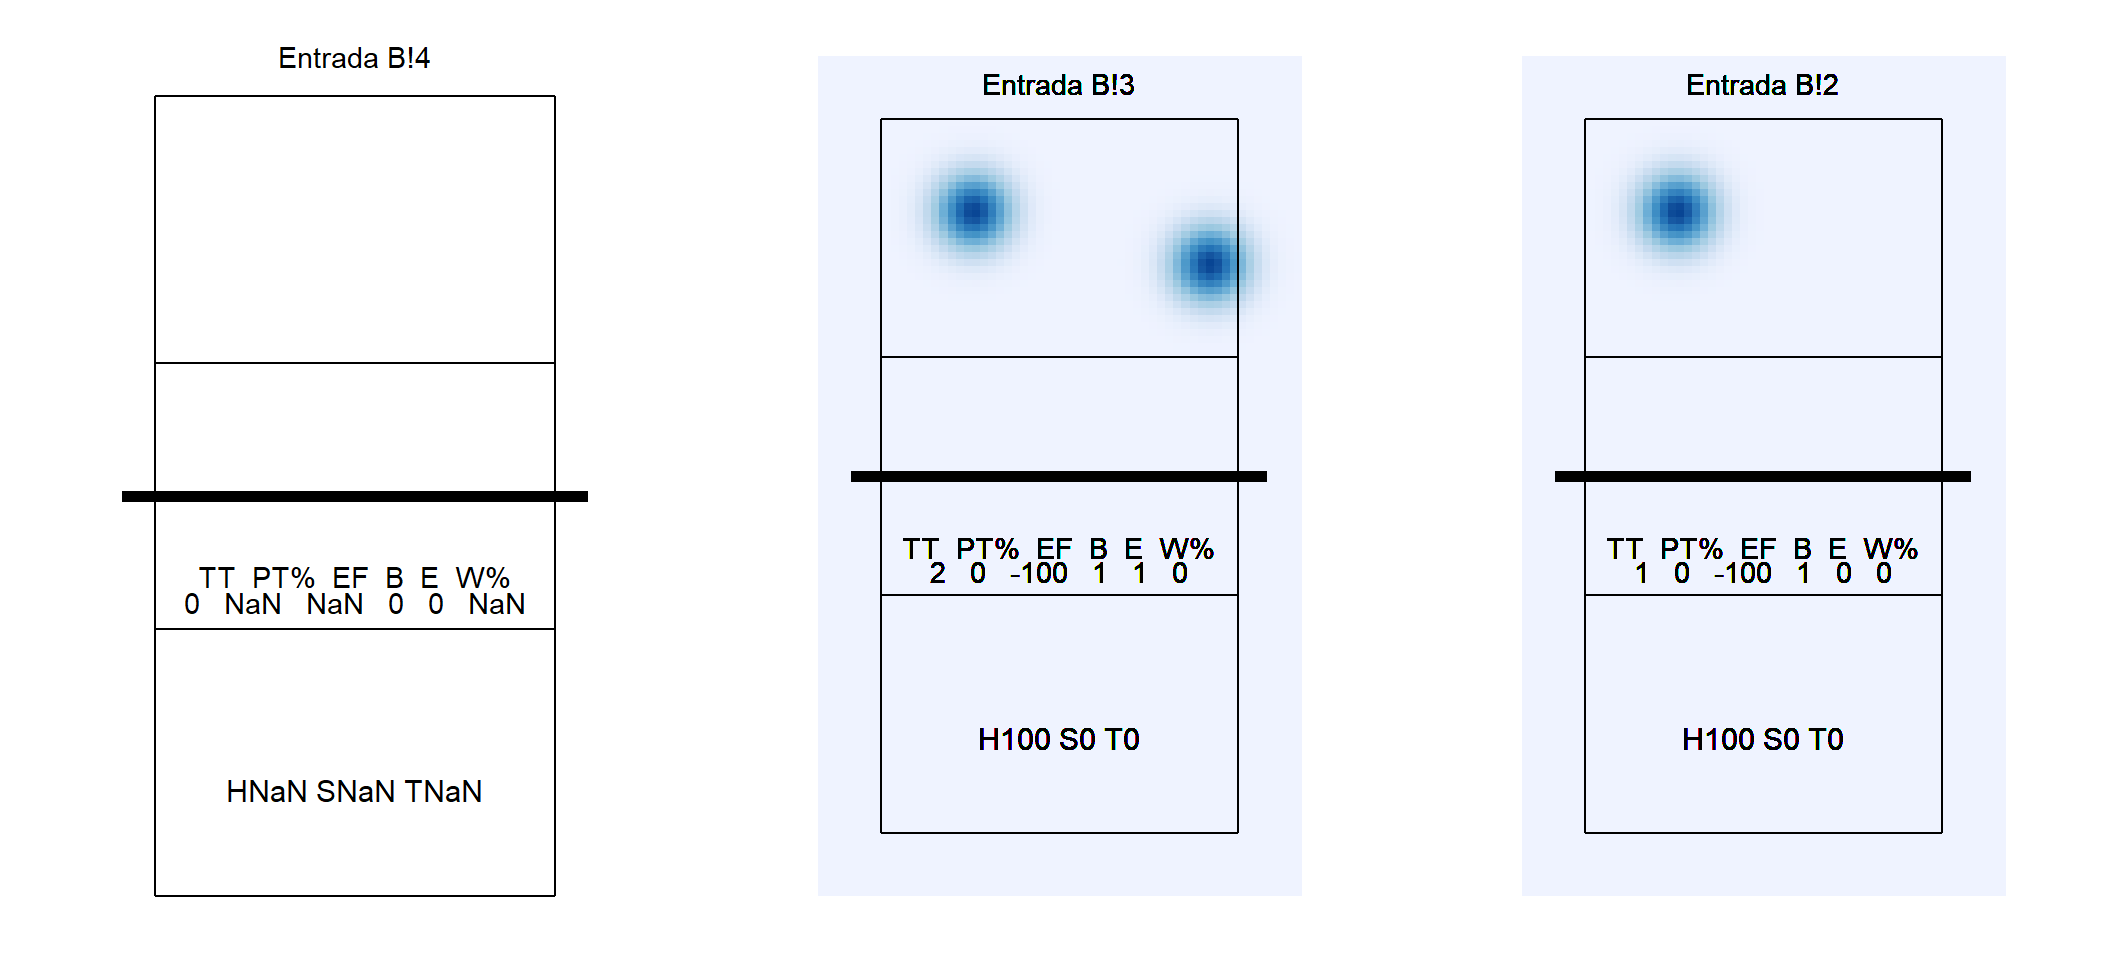 Entrada B!4
TT PT% EF B E W%
0 NaN NaN 0 0 NaN
HNaN SNaN TNaN
Entrada B!3
TT PT% EF B E W%
2 0 -100 1 1 0
H100 S0 T0
Entrada B!2
TT PT% EF B E W%
1 0 -100 1 0 0
H100 S0 T0